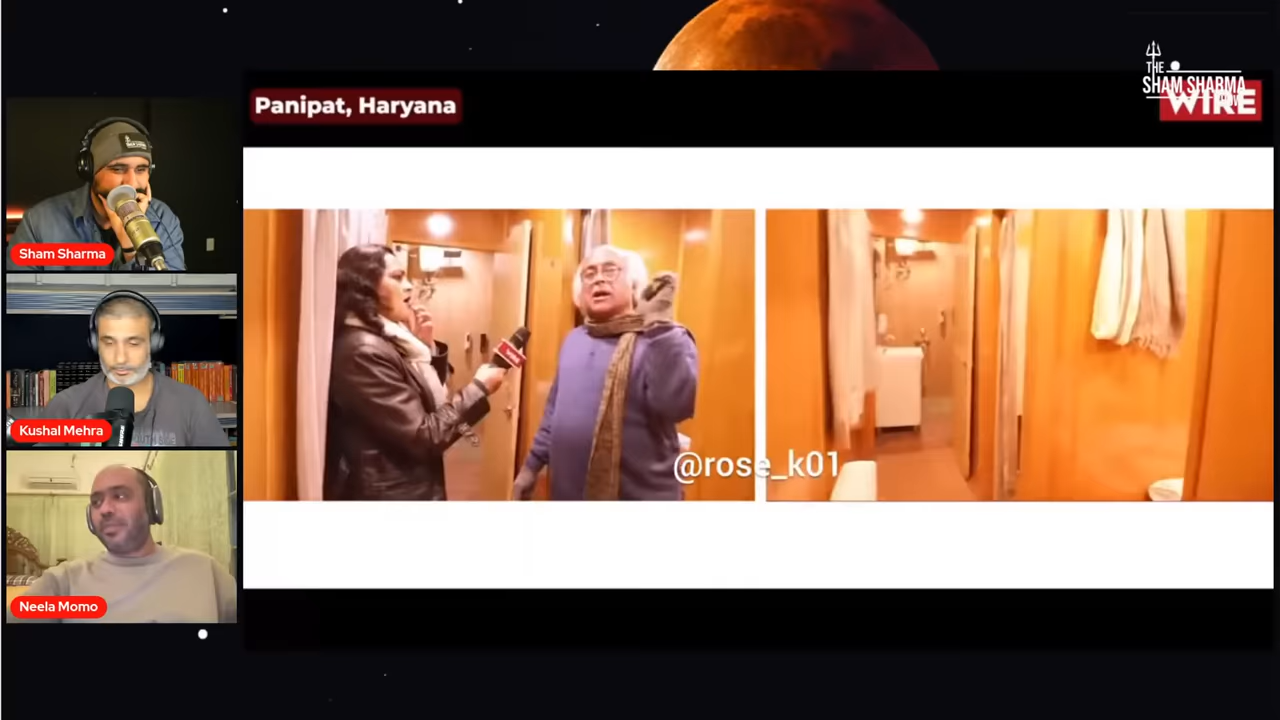 Panipat, Haryana
THE
SHAM SHARMA
WIRE
Sham Sharma
Kushal Mehra
@rose_k01
Neela Momo